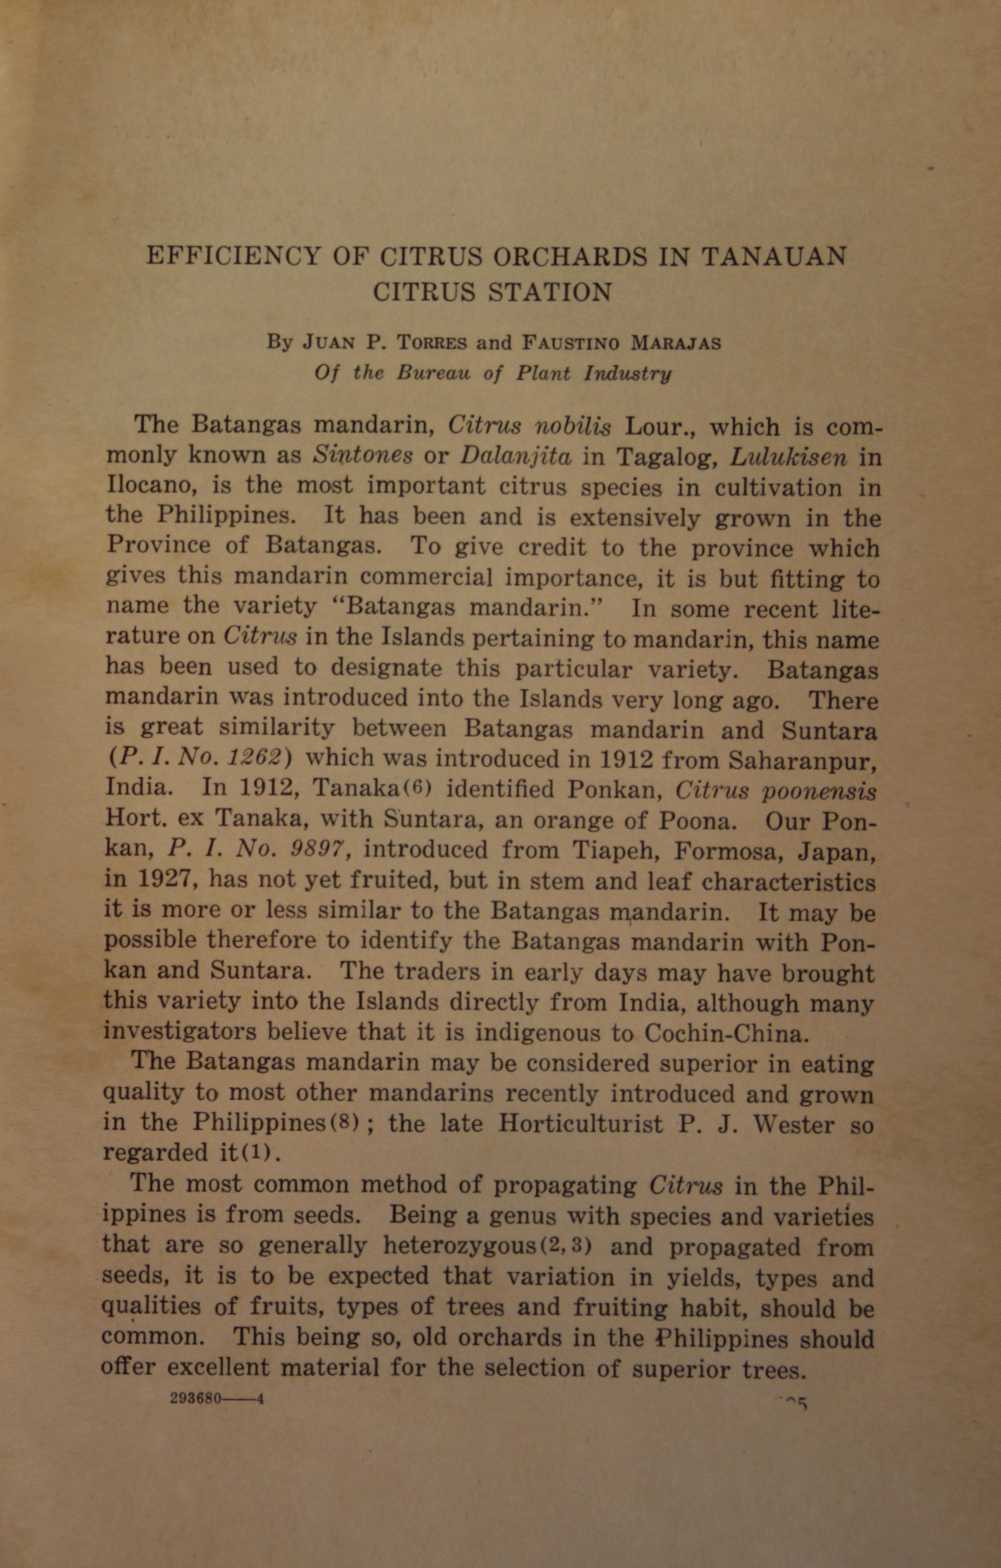 EFFICIENCY OF CITRUS ORCHARDS IN TANAUAN
CITRUS STATION
By JUAN P. TORRES and FAUSTINO MARAJAS
Of the Bureau of Plant Industry
The Batangas mandarin, Citrus nobilis Lour., which is com-
monly known as Sintones or Dalanjita in Tagalog, Lulukisen in
Ilocano, is the most important citrus species in cultivation in
the Philippines. It has been and is extensively grown in the
Province of Batangas. To give credit to the province which
gives this mandarin commercial importance, it is but fitting to
name the variety “Batangas mandarin.” In some recent lite-
rature on Citrus in the Islands pertaining to mandarin, this name
has been used to designate this particular variety. Batangas
mandarin was introduced into the Islands very long ago. There
is great similarity between Batangas mandarin and Suntara
(P. I. No. 1262) which was introduced in 1912 from Saharanpur,
India. In 1912, Tanaka(6) identified Ponkan, Citrus poonensis
Hort. ex Tanaka, with Suntara, an orange of Poona. Our Pon-
kan, P. I. No. 9897, introduced from Tiapeh, Formosa, Japan,
in 1927, has not yet fruited, but in stem and leaf characteristics
it is more or less similar to the Batangas mandarin. It may be
possible therefore to identify the Batangas mandarin with Pon-
kan and Suntara. The traders in early days may have brought
this variety into the Islands directly from India, although many
investigators believe that it is indigenous to Cochin-China.
The Batangas mandarin may be considered superior in eating
quality to most other mandarins recently introduced and grown
in the Philippines(8); the late Horticulturist P. J. Wester so
regarded it(1).
The most common method of propagating Citrus in the Phil-
ippines is from seeds. Being a genus with species and varieties
that are so generally heterozygous(2, 3) and propagated from
seeds, it is to be expected that variation in yields, types and
qualities of fruits, types of trees and fruiting habit, should be
common. This being so, old orchards in the Philippines should
offer excellent material for the selection of superior trees.
293680——4